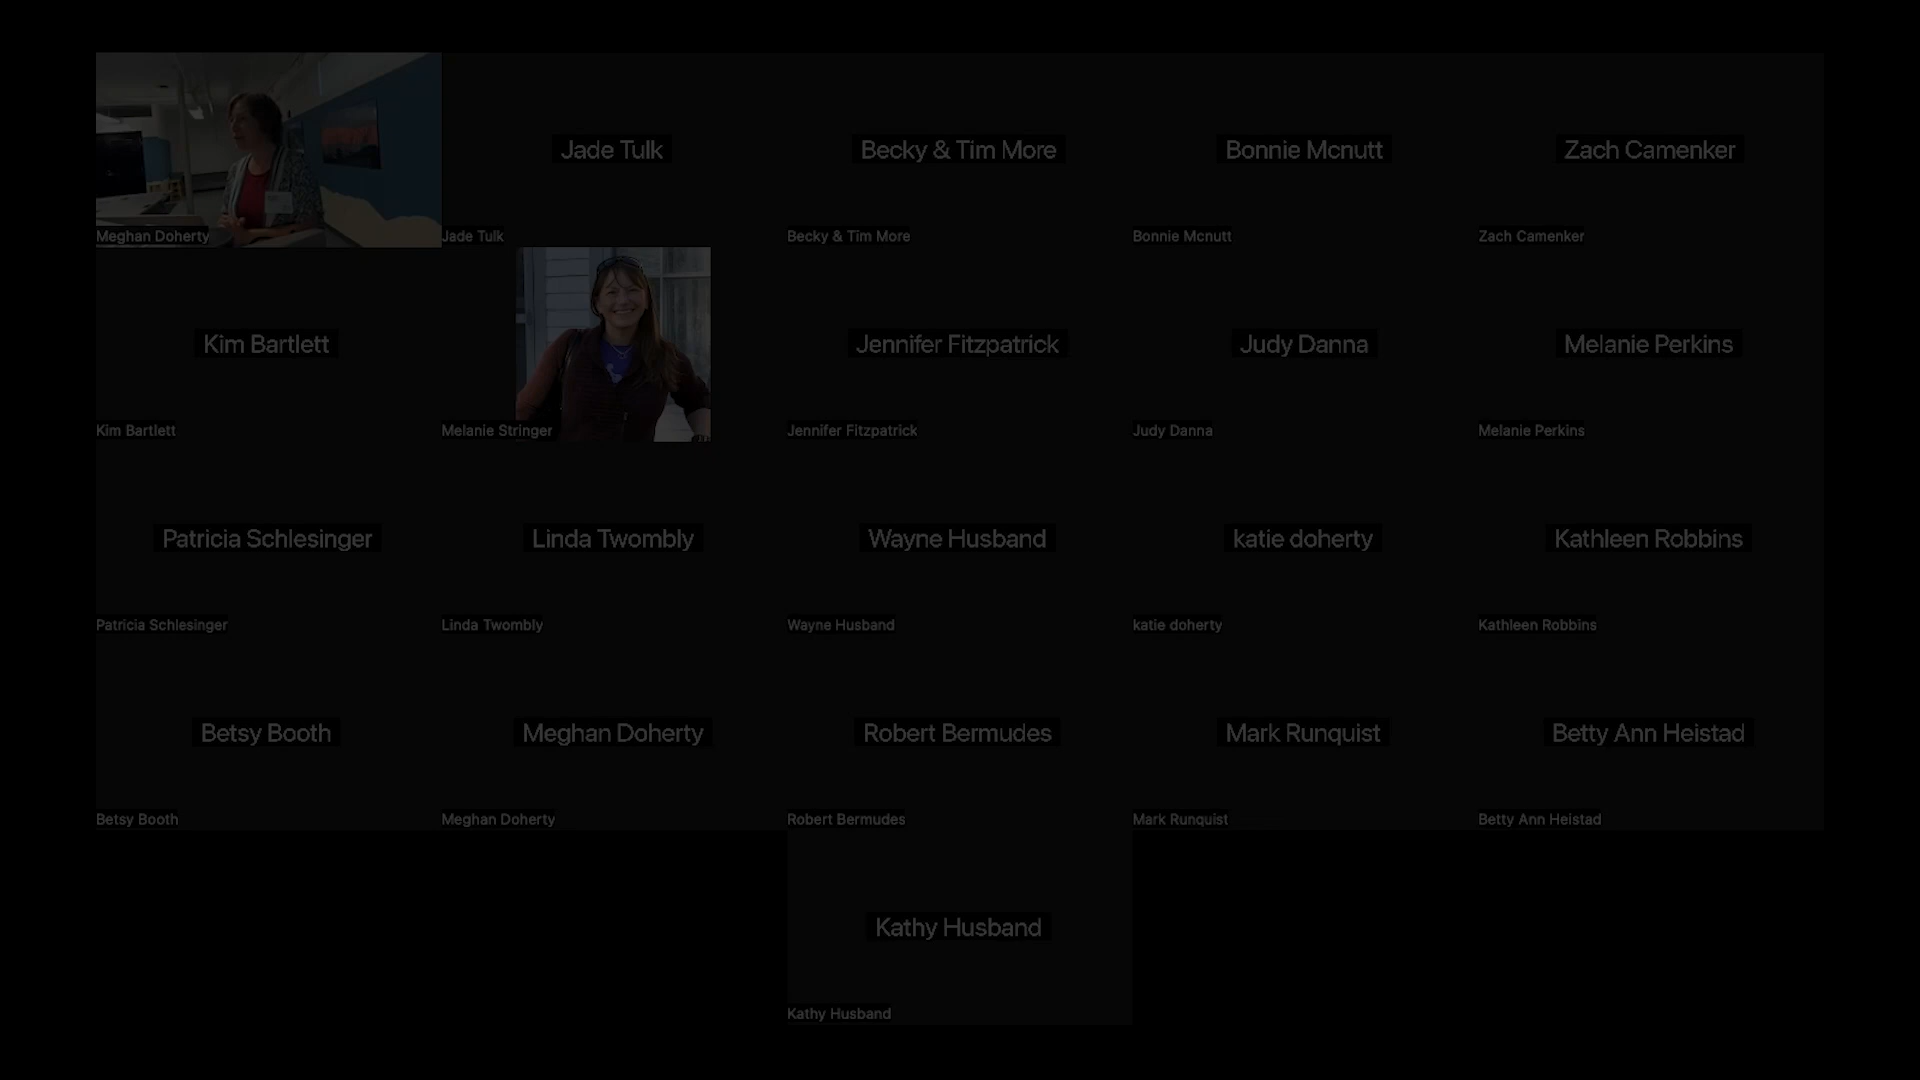 Jade Tulk
Becky & Tim More
Bonnie Mcnutt
Zach Camenker
Meghan Doherty
Jade Tulk
Becky & Tim More
Bonnie Mcnutt
Zach Camenker
Kim Bartlett
Jennifer Fitzpatrick
Judy Danna
Melanie Perkins
Kim Bartlett
Melanie Stringer
Jennifer Fitzpatrick
Judy Danna
Melanie Perkins
Patricia Schlesinger
Linda Twombly
Wayne Husband
katie doherty
Kathleen Robbins
Patricia Schlesinger
Linda Twombly
Wayne Husband
katie doherty
Kathleen Robbins
Betsy Booth
Meghan Doherty
Robert Bermudes
Mark Runquist
Betty Ann Heistad
Betsy Booth
Meghan Doherty
Robert Bermudes
Mark Runquist
Betty Ann Heistad
Kathy Husband
Kathy Husband